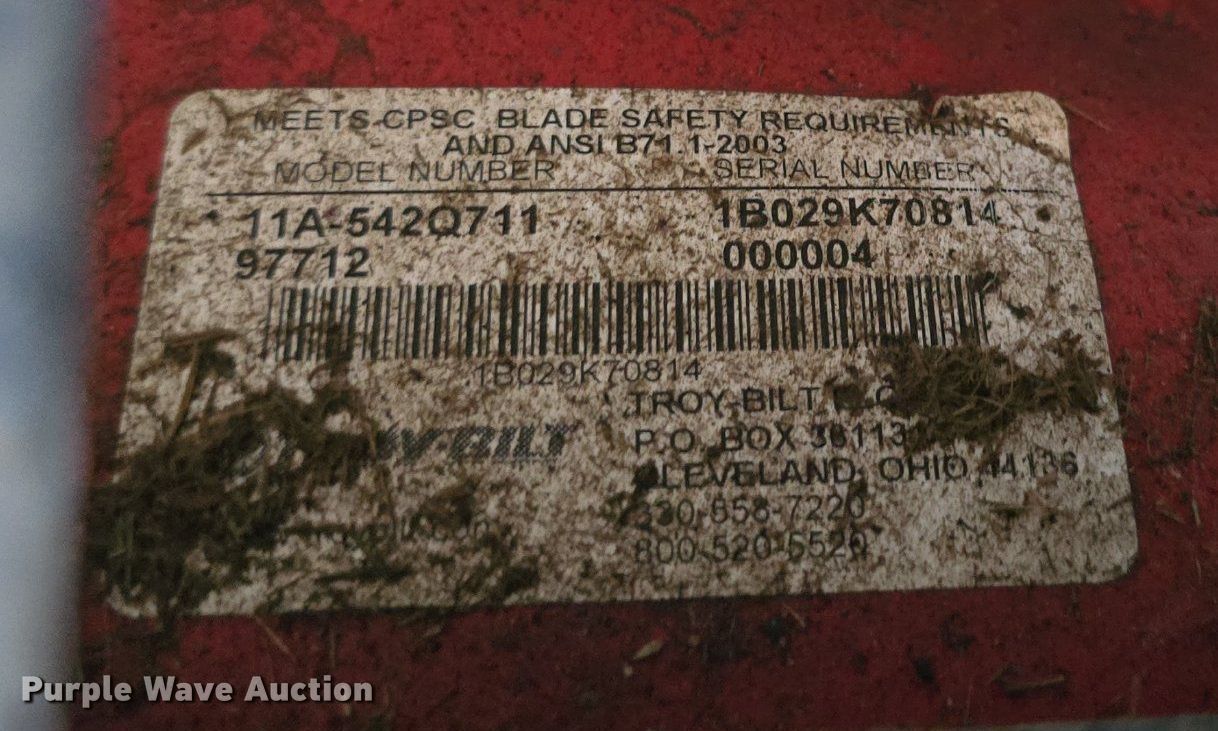 MEETS CPSC BLADE SAFETY REQUIREMENTS
AND ANSI B71.1-2003
MODEL NUMBER SERIAL NUMBER
11A-542Q711 1B029K70814
97712 000004
1B029K70814
TROY-BILT
P.O. BOX
CLEVELAND, OHIO 44136
330-558-7220
800-520-5520
Purple Wave Auction